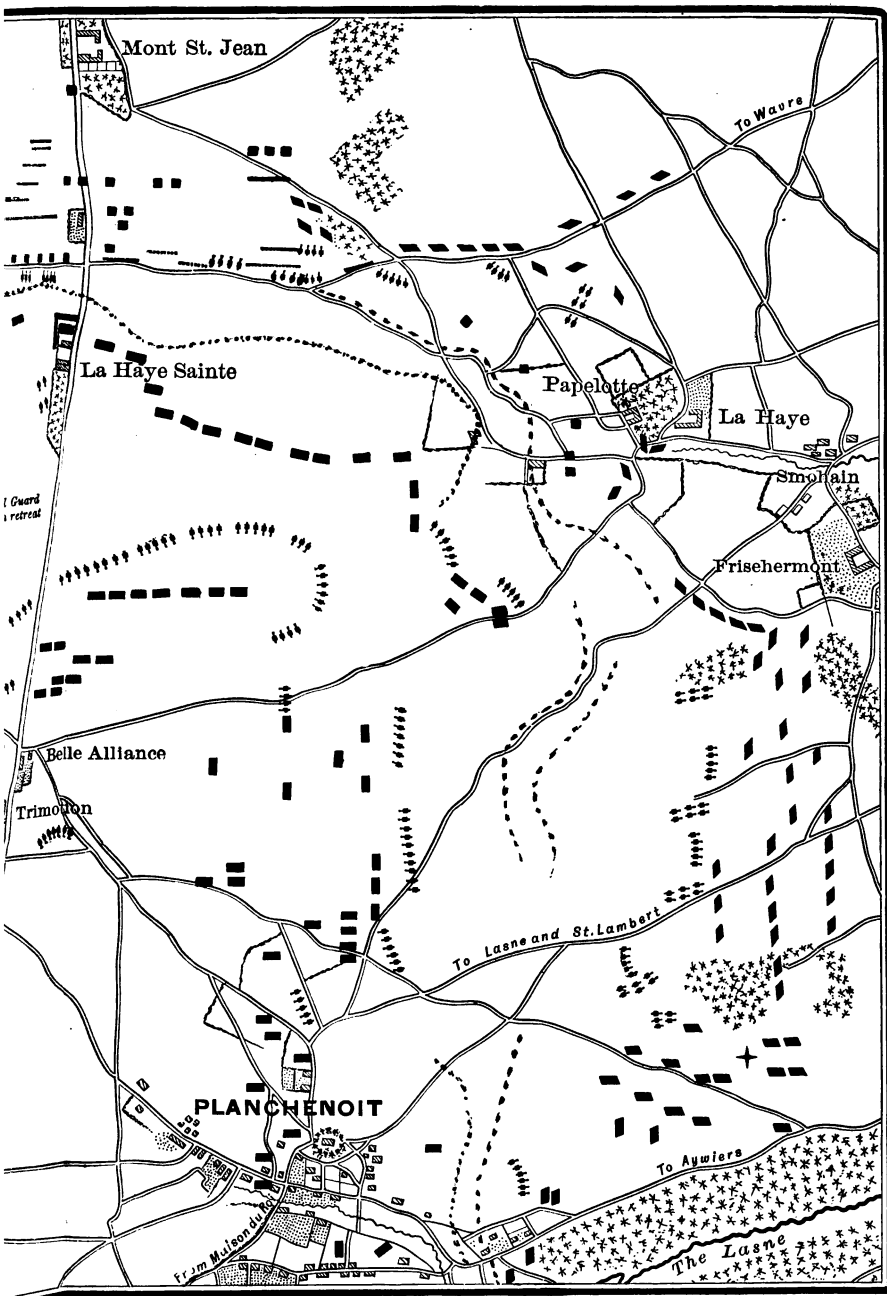 Mont St. Jean
To Wavre
La Haye Sainte
Papelotte
La Haye
Smohain
Guard
retreat
Frischermont
Belle Alliance
Trimotion
To Lasne and St. Lambert
PLANCHENOIT
To Aywiers
From Maison du Roi
The Lasne